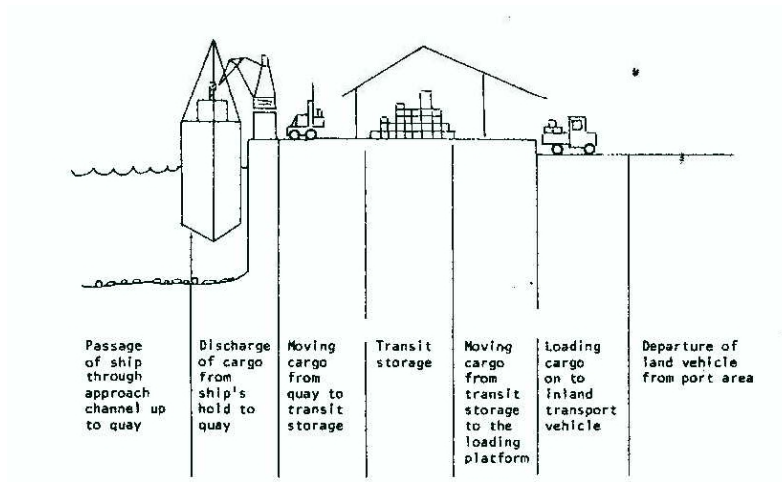 Passage
of ship
through
approach
channel up
to quay
Discharge
of cargo
from
ship's
hold to
quay
Moving
cargo
from
quay to
transit
storage
Transit
storage
Moving
cargo
from
transit
storage
to the
loading
platform
Loading
cargo
on to
inland
transport
vehicle
Departure of
land vehicle
from port area